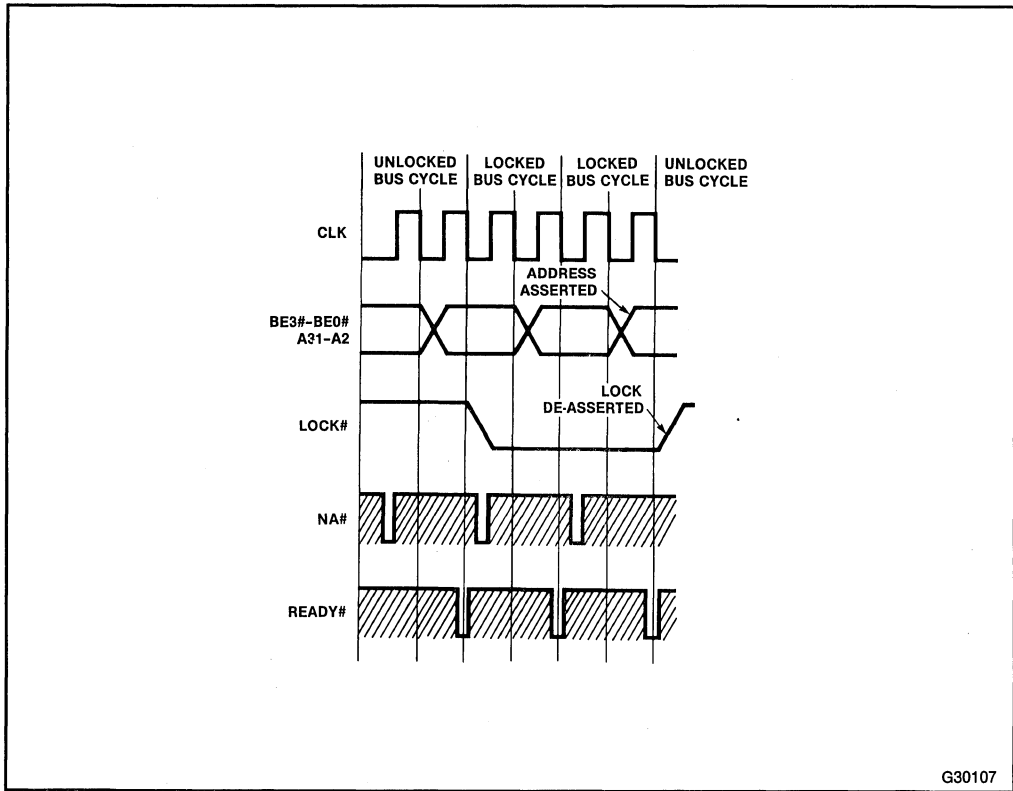 UNLOCKED BUS CYCLE
LOCKED BUS CYCLE
LOCKED BUS CYCLE
UNLOCKED BUS CYCLE
CLK
ADDRESS
ASSERTED
BE3#-BE0#
A31-A2
LOCK
DE-ASSERTED
LOCK#
NA#
READY#
G30107